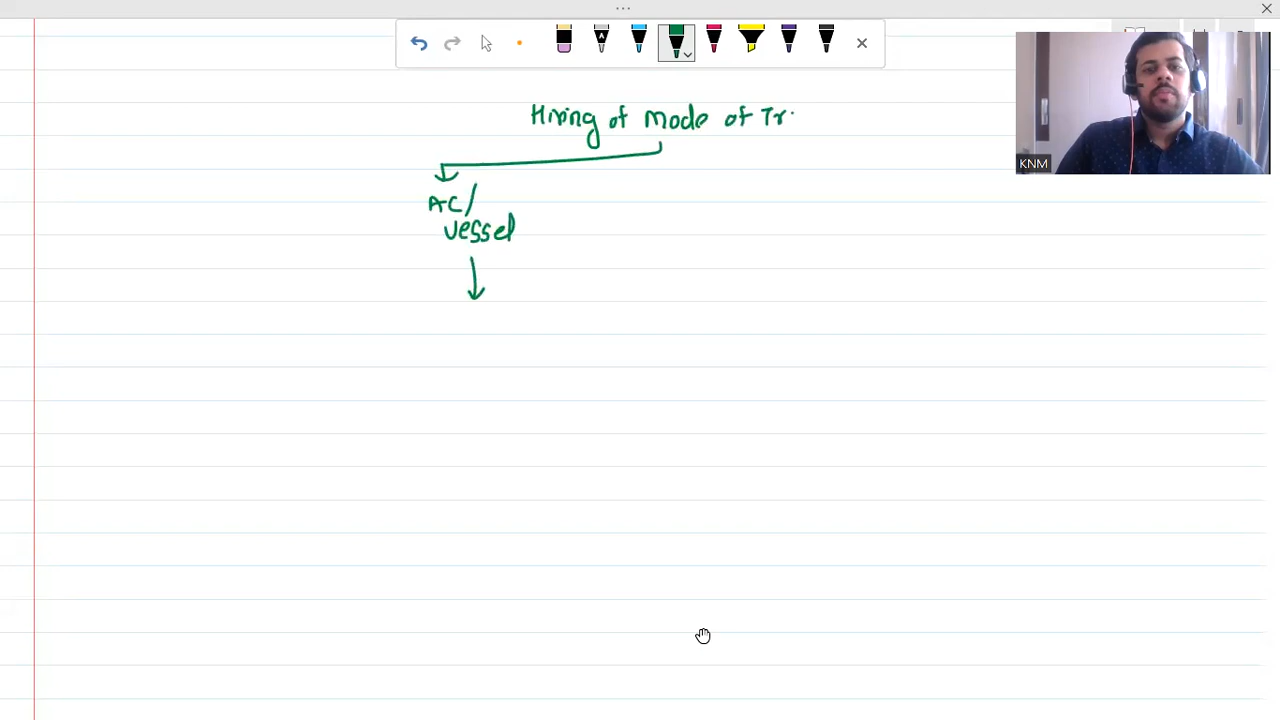 Hiring of mode of Tr.
AC/
vessel
KNM